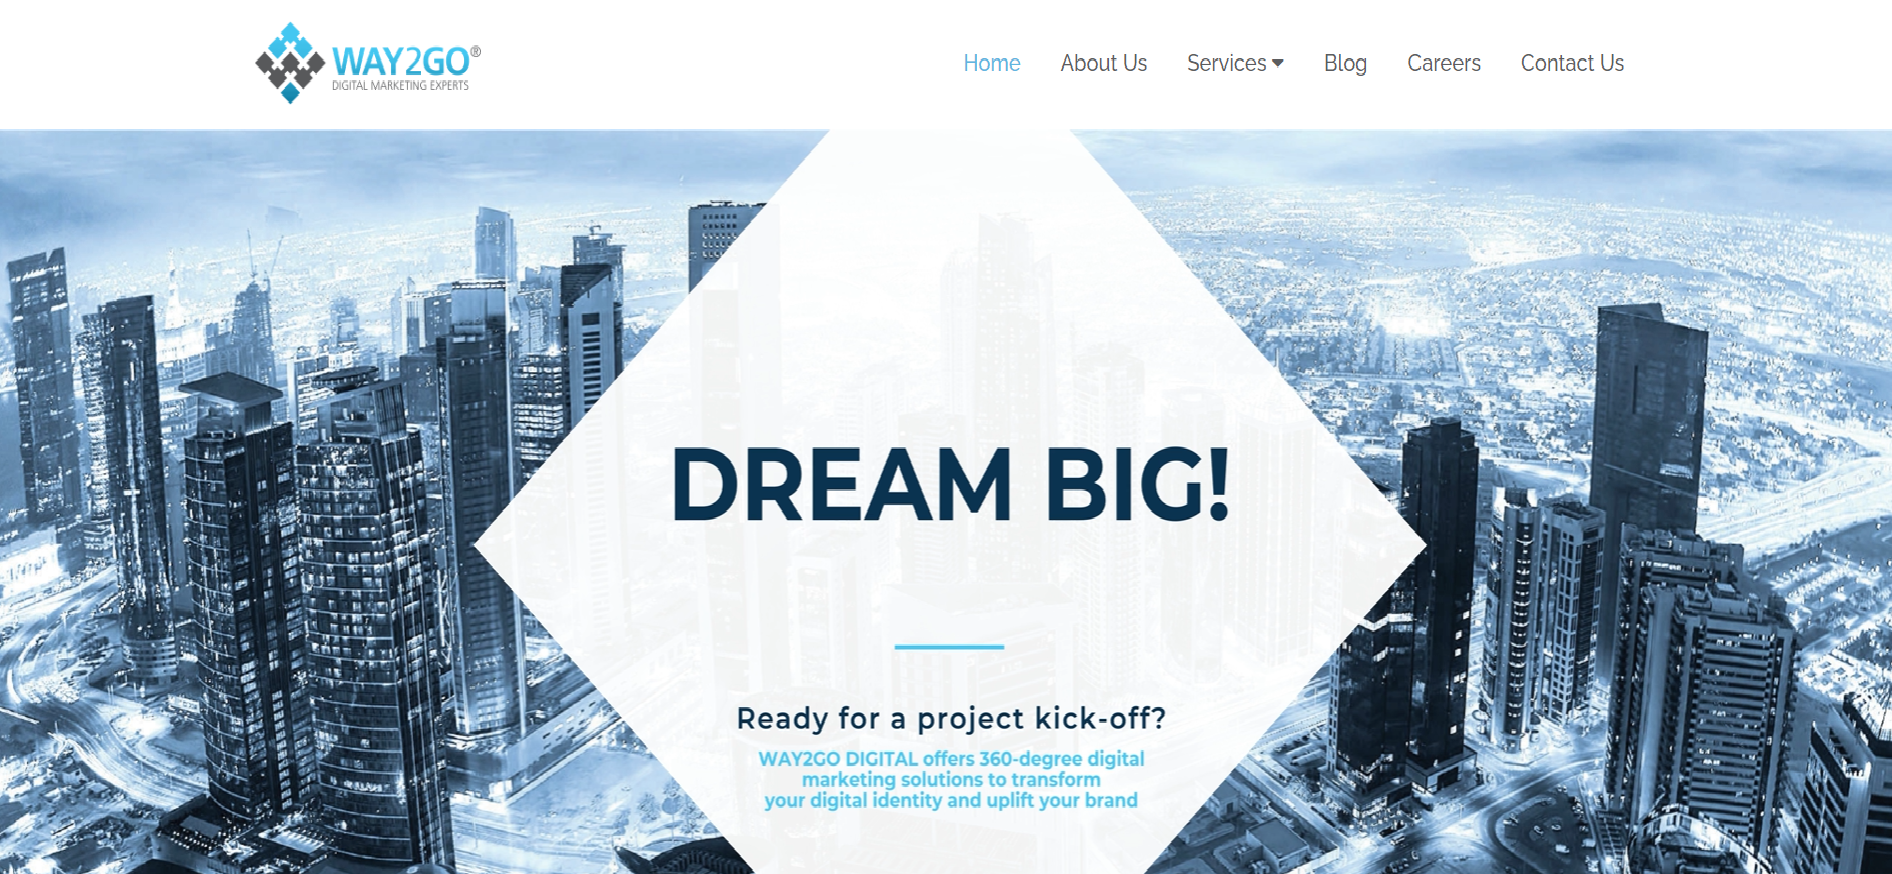 WAY2GO®
DIGITAL MARKETING EXPERTS
Home About Us Services Blog Careers Contact Us
DREAM BIG!
Ready for a project kick-off?
WAY2GO DIGITAL offers 360-degree digital
marketing solutions to transform
your digital identity and uplift your brand